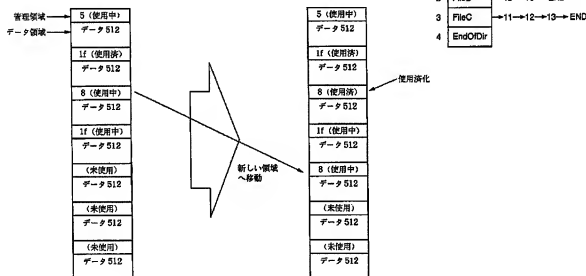 管理領域
データ領域
5 (使用中)
データ512
1f (使用済)
データ512
8 (使用中)
データ512
1f (使用中)
データ512
(未使用)
データ512
(未使用)
データ512
(未使用)
データ512
新しい領域
へ移動
5 (使用中)
データ512
1f (使用済)
データ512
8 (使用済)
データ512
1f (使用中)
データ512
8 (使用中)
データ512
(未使用)
データ512
(未使用)
データ512
使用済化
3 FileC 11 12 13 END
4 EndOfDir